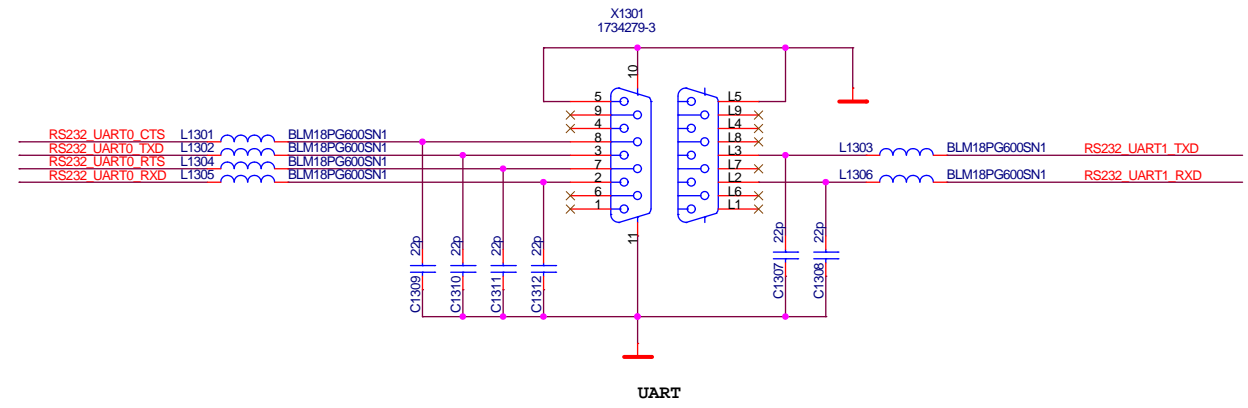 X1301
1734279-3
10
5
9
4
8
3
7
2
6
1
11
L5
L9
L4
L8
L3
L7
L2
L6
L1
RS232_UART0_CTS L1301 BLM18PG600SN1
RS232_UART0_TXD L1302 BLM18PG600SN1
RS232_UART0_RTS L1304 BLM18PG600SN1
RS232_UART0_RXD L1305 BLM18PG600SN1
L1303 BLM18PG600SN1 RS232_UART1_TXD
L1306 BLM18PG600SN1 RS232_UART1_RXD
22p
22p
22p
22p
22p
22p
C1309
C1310
C1311
C1312
C1307
C1308
UART